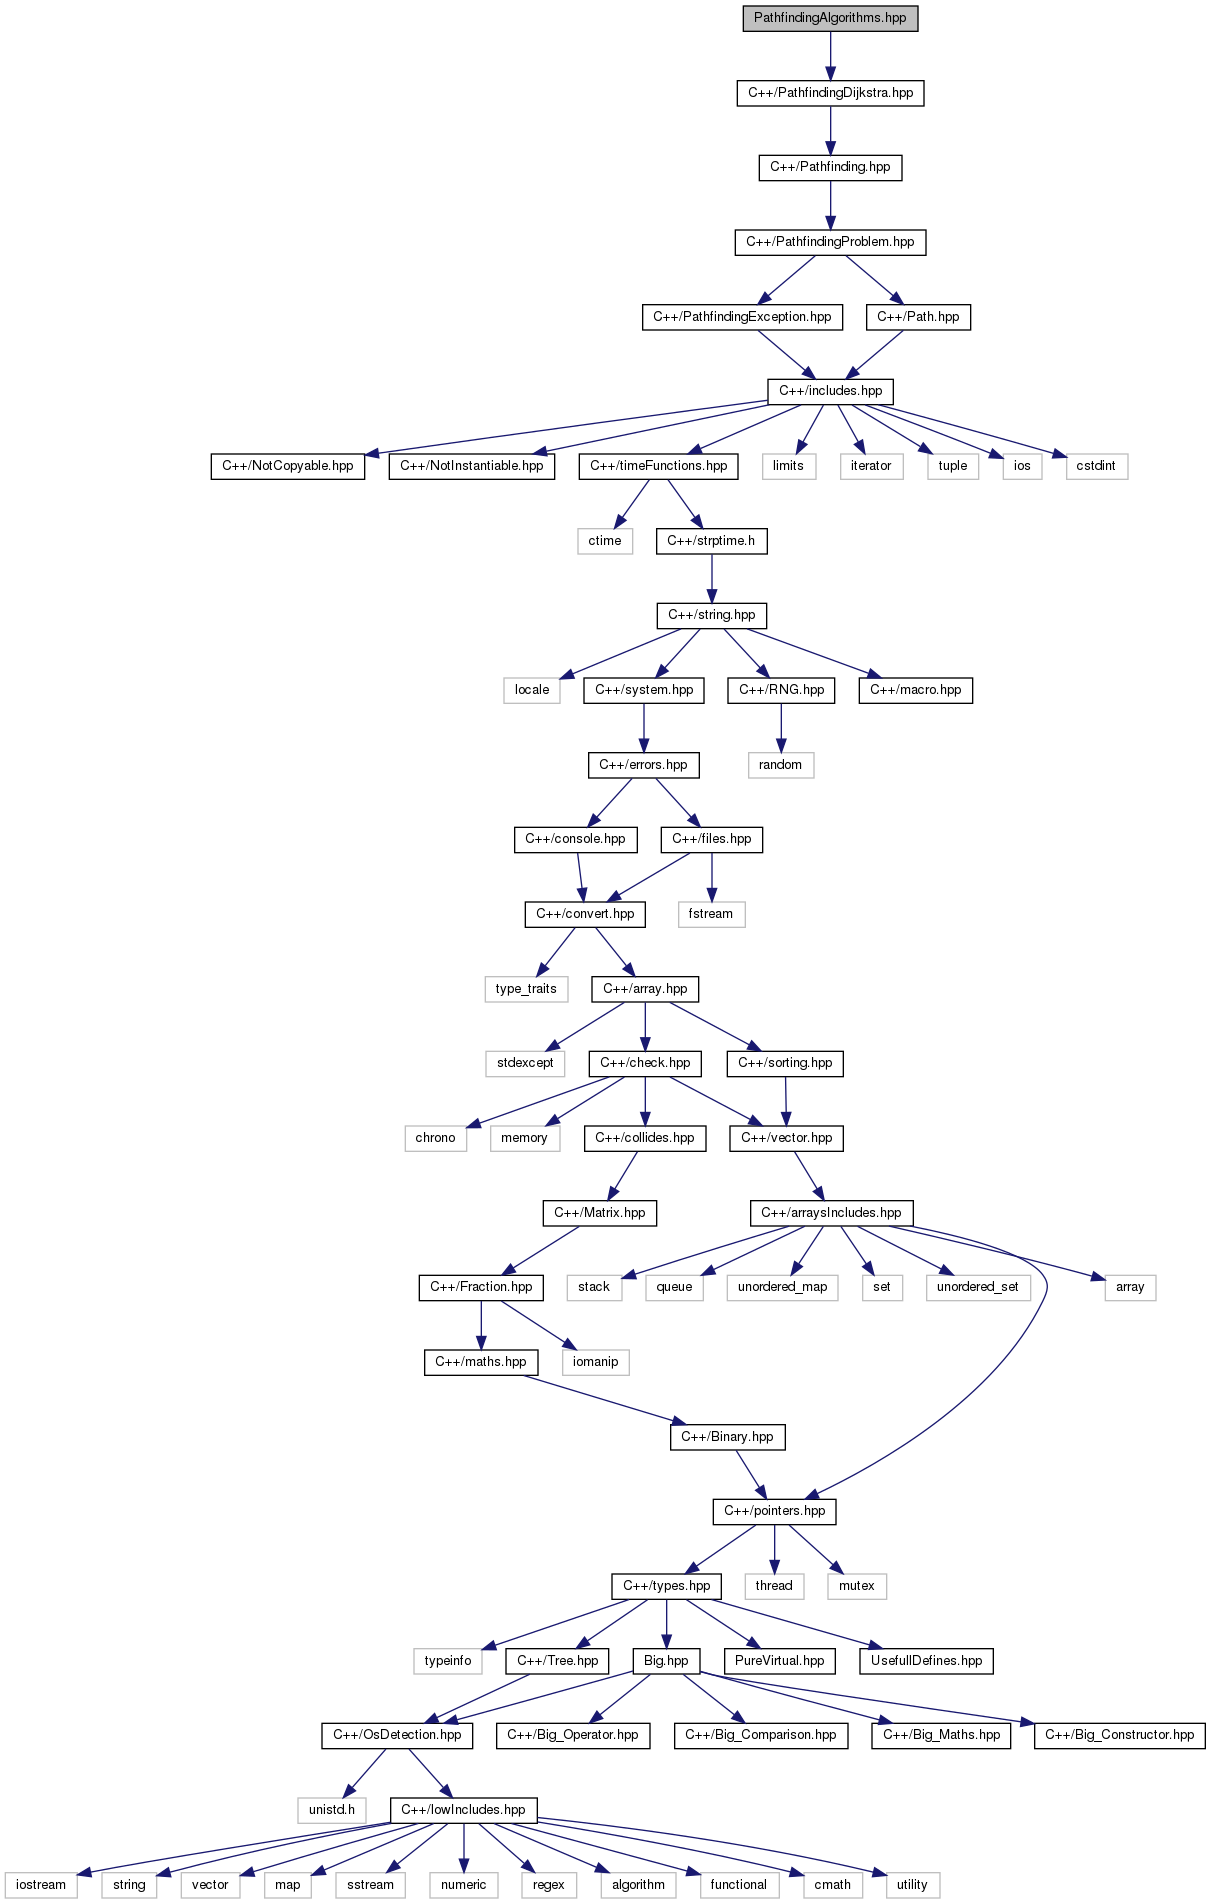 PathfindingAlgorithms.hpp
C++/PathfindingDijkstra.hpp
C++/Pathfinding.hpp
C++/PathfindingProblem.hpp
C++/PathfindingException.hpp
C++/Path.hpp
C++/includes.hpp
C++/NotCopyable.hpp
C++/NotInstantiable.hpp
C++/timeFunctions.hpp
limits
iterator
tuple
ios
cstdint
ctime
C++/strptime.h
C++/string.hpp
locale
C++/system.hpp
C++/RNG.hpp
C++/macro.hpp
C++/errors.hpp
random
C++/console.hpp
C++/files.hpp
C++/convert.hpp
fstream
type_traits
C++/array.hpp
stdexcept
C++/check.hpp
C++/sorting.hpp
chrono
memory
C++/collides.hpp
C++/vector.hpp
C++/Matrix.hpp
C++/arraysIncludes.hpp
C++/Fraction.hpp
stack
queue
unordered_map
set
unordered_set
array
C++/maths.hpp
iomanip
C++/Binary.hpp
C++/pointers.hpp
C++/types.hpp
thread
mutex
typeinfo
C++/Tree.hpp
Big.hpp
PureVirtual.hpp
UsefullDefines.hpp
C++/OsDetection.hpp
C++/Big_Operator.hpp
C++/Big_Comparison.hpp
C++/Big_Maths.hpp
C++/Big_Constructor.hpp
unistd.h
C++/lowIncludes.hpp
iostream
string
vector
map
sstream
numeric
regex
algorithm
functional
cmath
utility